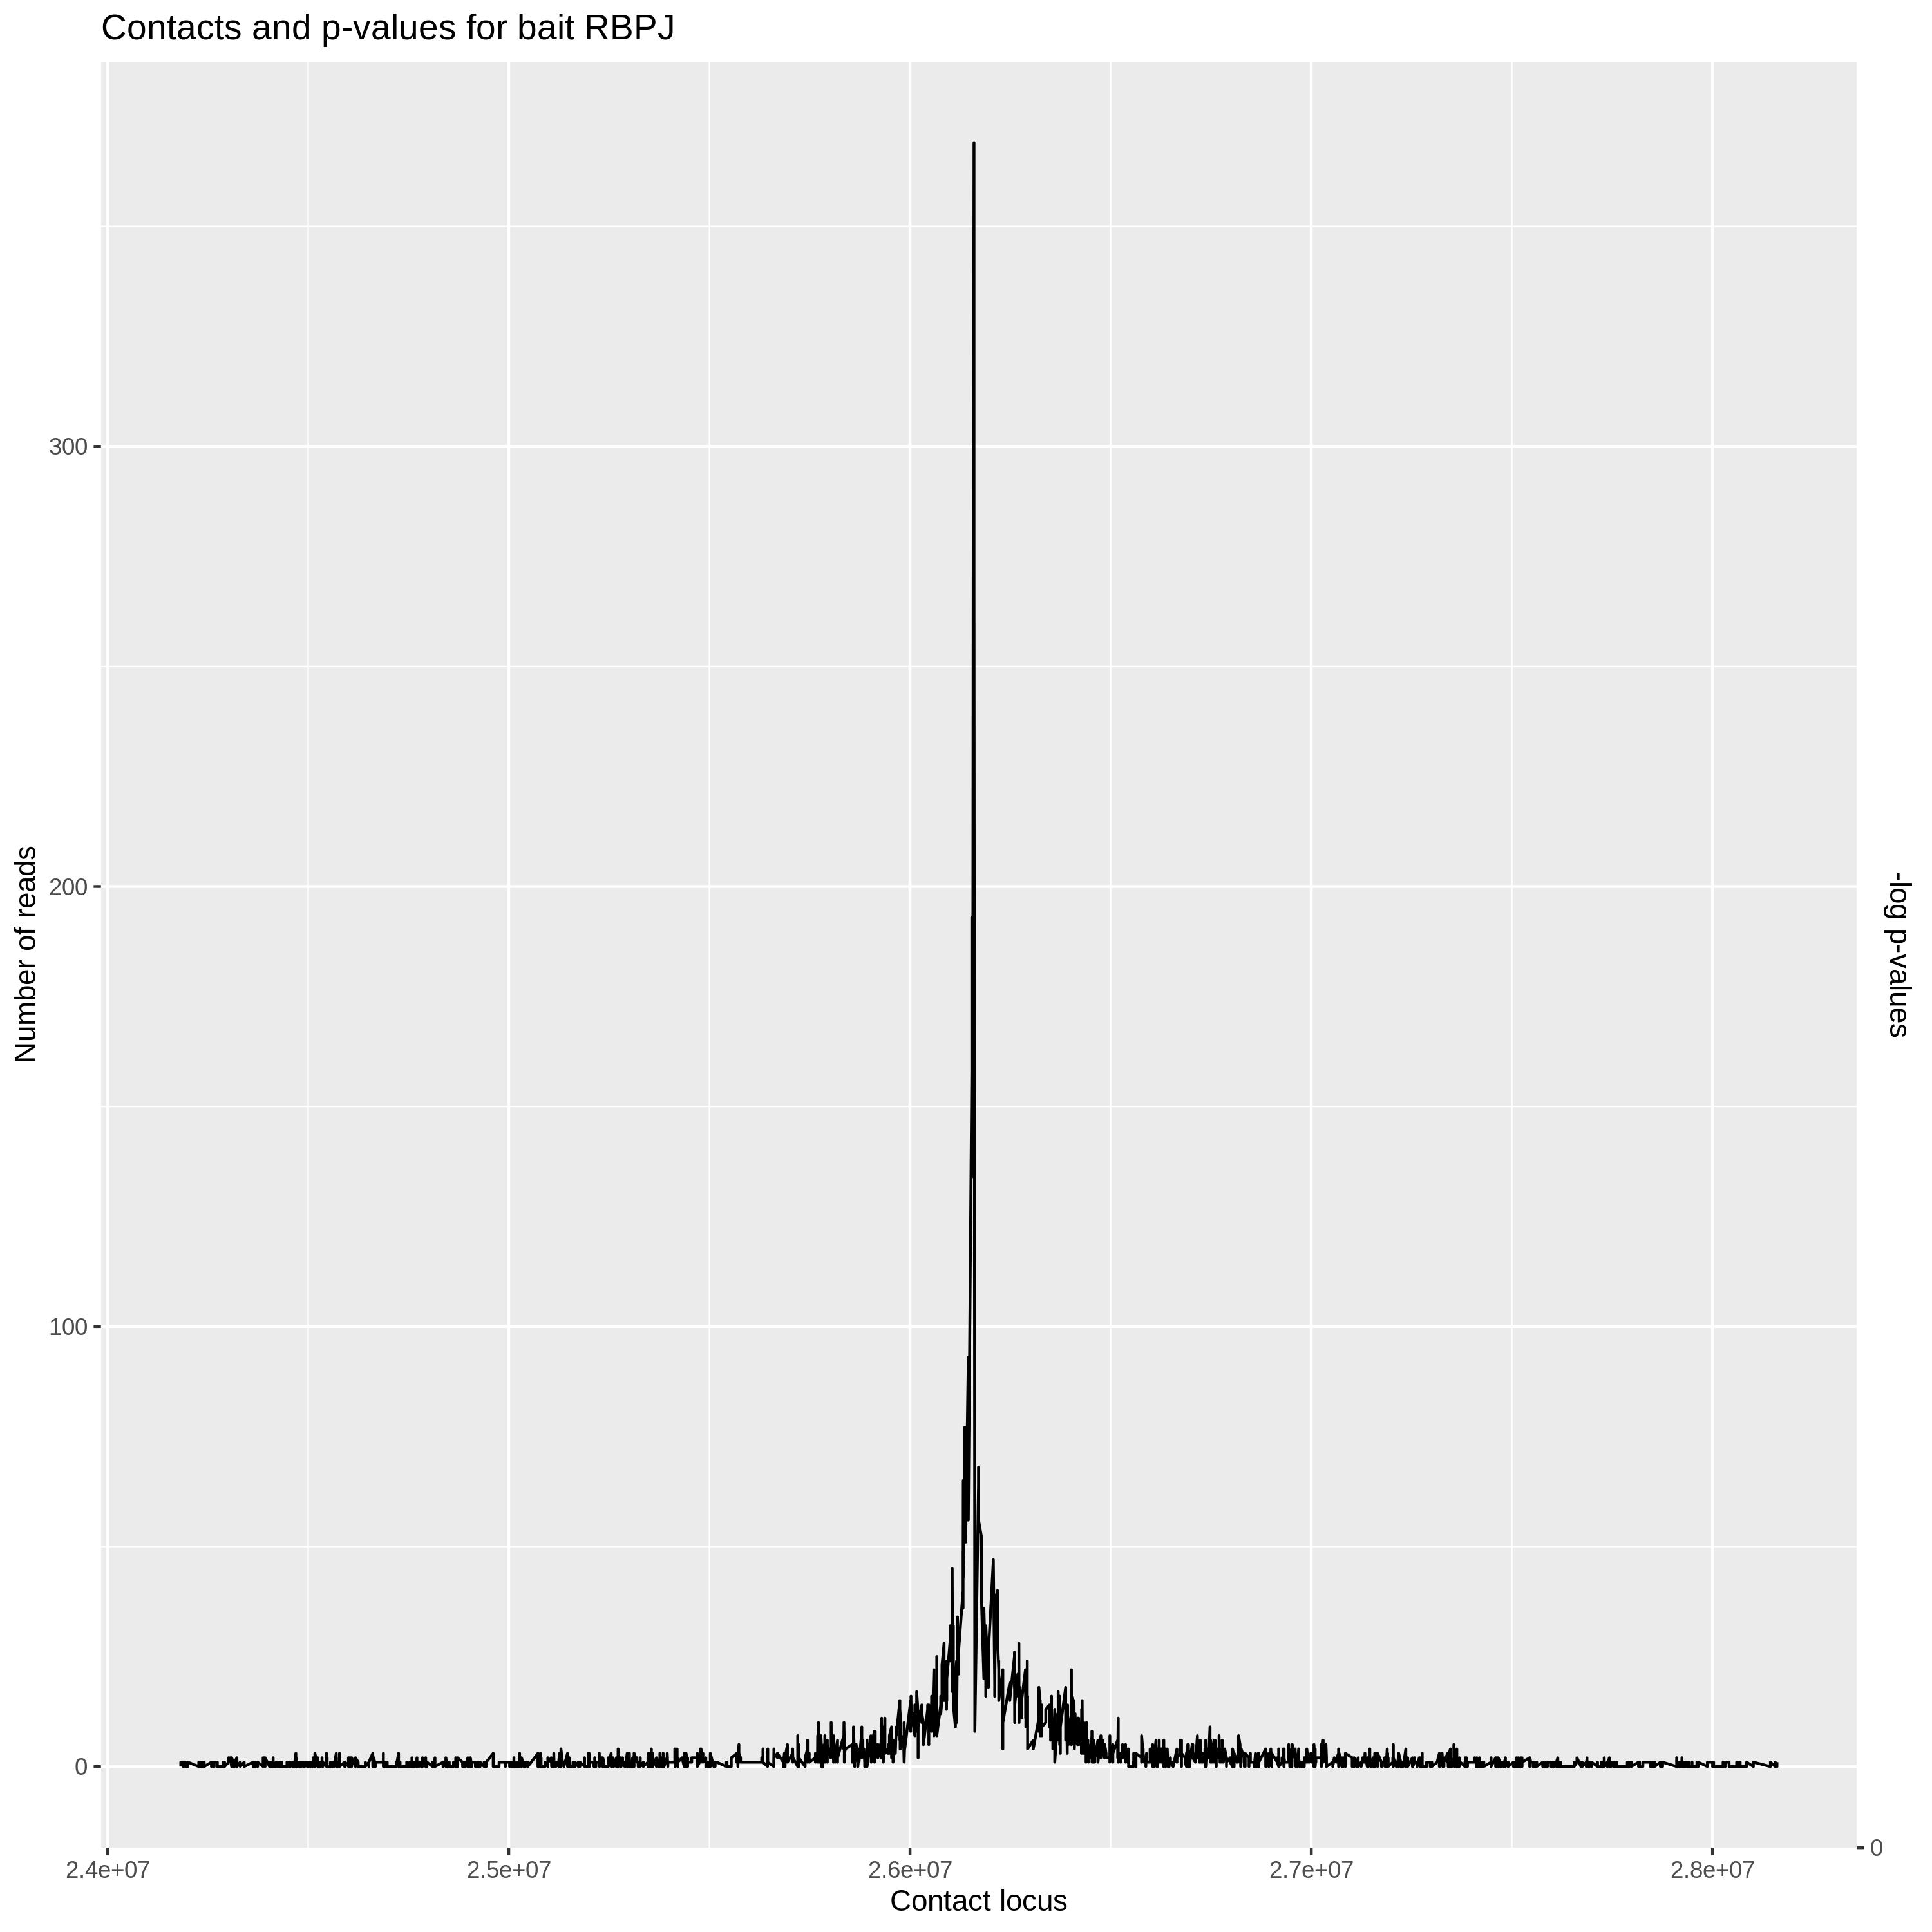 Contacts and p-values for bait RBPJ
Number of reads
300
200
100
0
-log p-values
0
2.4e+07
2.5e+07
2.6e+07
2.7e+07
2.8e+07
Contact locus